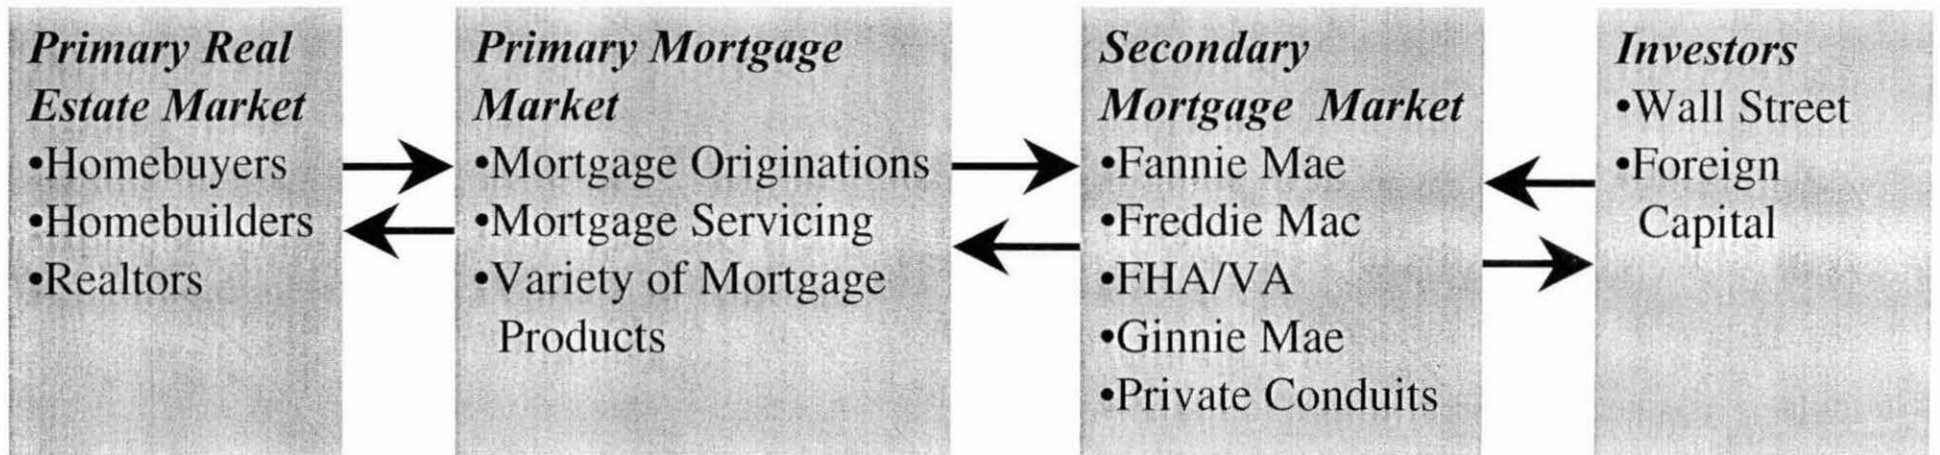 Primary Real
Estate Market
•Homebuyers
•Homebuilders
•Realtors
Primary Mortgage
Market
•Mortgage Originations
•Mortgage Servicing
•Variety of Mortgage
Products
Secondary
Mortgage Market
•Fannie Mae
•Freddie Mac
•FHA/VA
•Ginnie Mae
•Private Conduits
Investors
•Wall Street
•Foreign
Capital